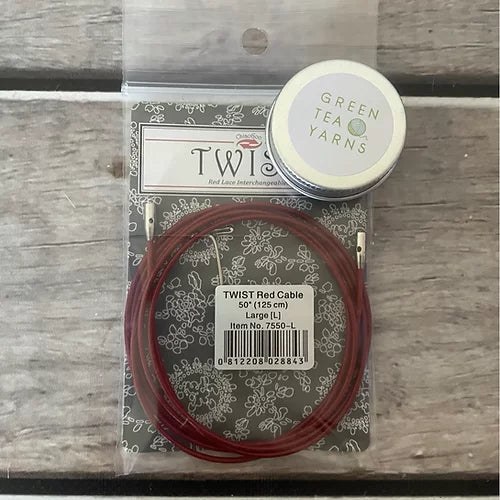 GREEN
TEA
YARNS
ChiaoGoo
TWIS
Red Lace Interchangeable
TWIST Red Cable
50" (125 cm)
Large [L]
Item No. 7550-L
0 812208 028843